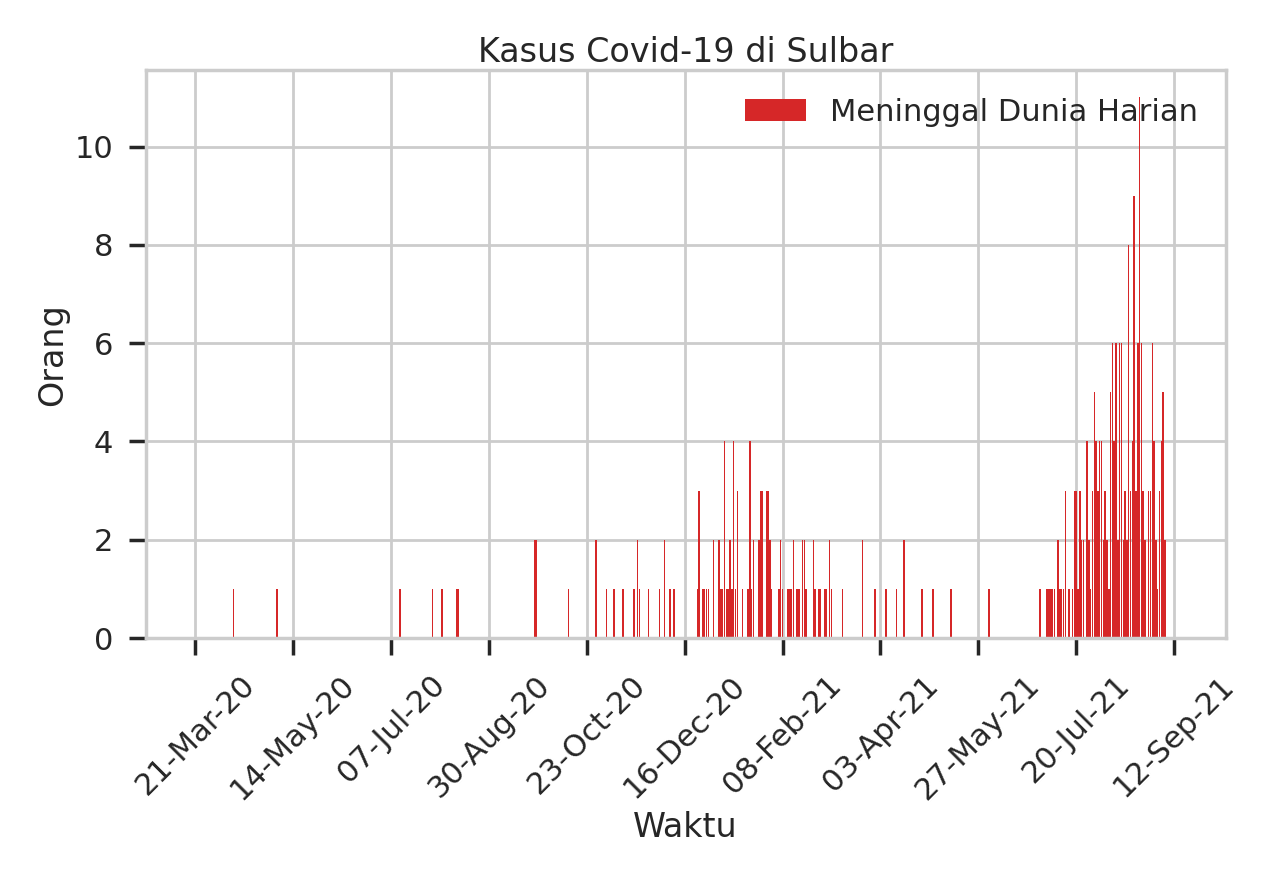 Kasus Covid-19 di Sulbar
Meninggal Dunia Harian
10
8
6
4
2
0
Orang
21-Mar-20
14-May-20
07-Jul-20
30-Aug-20
23-Oct-20
16-Dec-20
08-Feb-21
03-Apr-21
27-May-21
20-Jul-21
12-Sep-21
Waktu